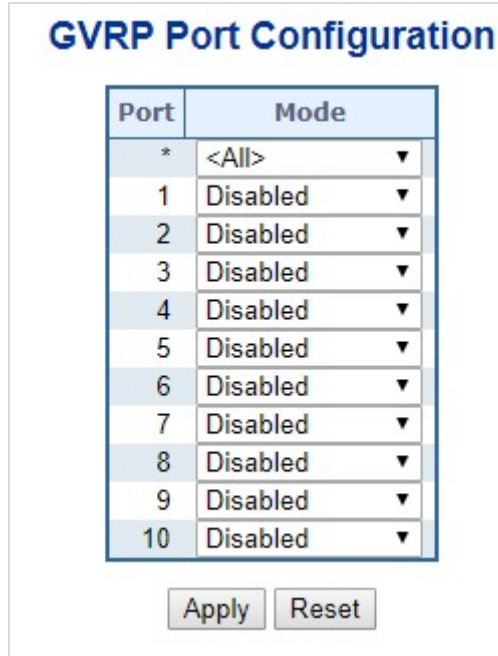 GVRP Port Configuration
Port Mode
* <All>
1 Disabled
2 Disabled
3 Disabled
4 Disabled
5 Disabled
6 Disabled
7 Disabled
8 Disabled
9 Disabled
10 Disabled
Apply Reset